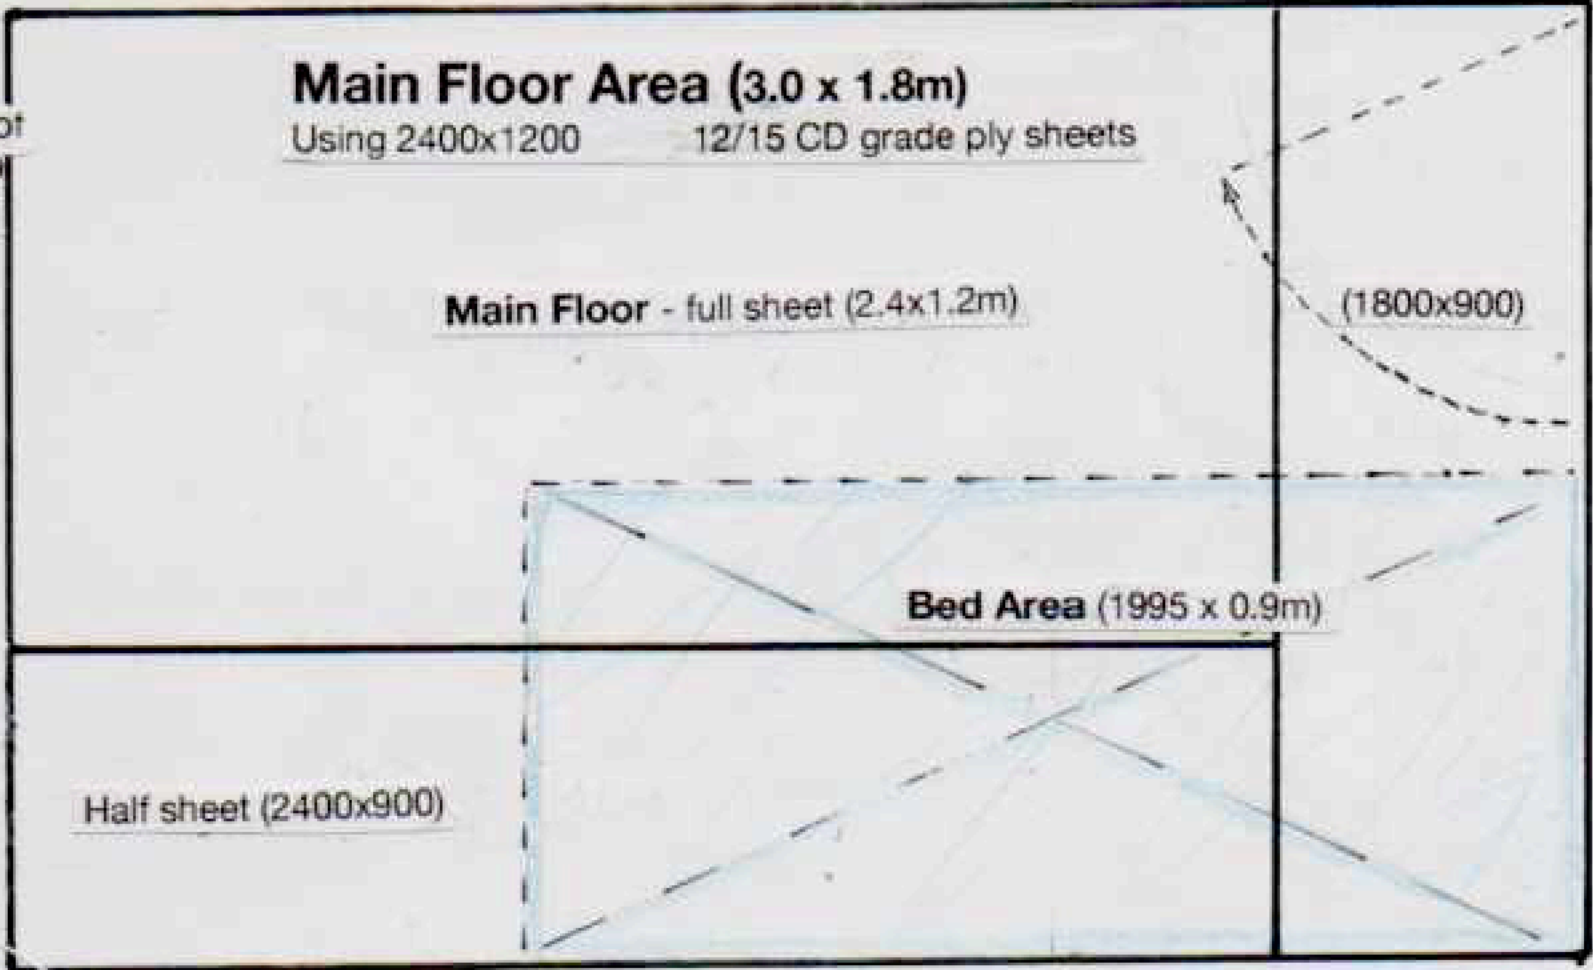 Main Floor Area (3.0 x 1.8m)
Using 2400x1200 12/15 CD grade ply sheets
Main Floor - full sheet (2.4x1.2m)
(1800x900)
Bed Area (1995 x 0.9m)
Half sheet (2400x900)